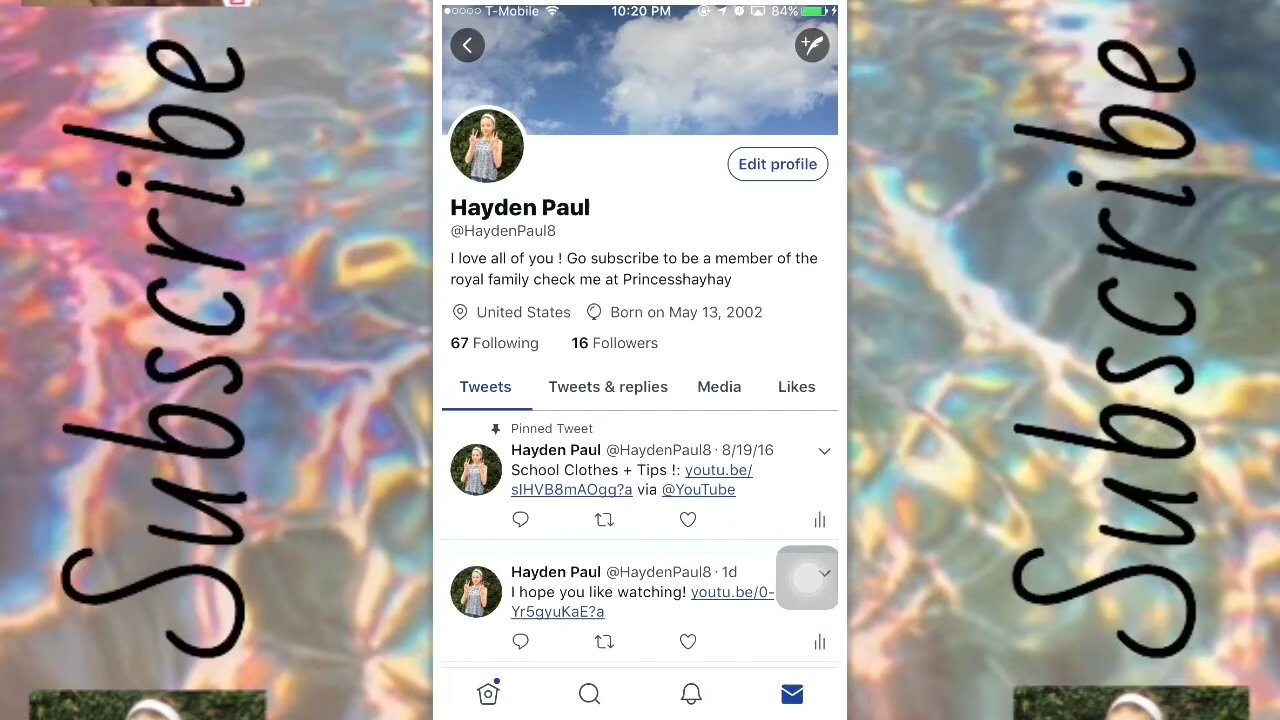 Subscribe
T-Mobile 10:20 PM 84%
Edit profile
Hayden Paul
@HaydenPaul8
I love all of you ! Go subscribe to be a member of the
royal family check me at Princesshayhay
United States Born on May 13, 2002
67 Following 16 Followers
Tweets Tweets & replies Media Likes
Pinned Tweet
Hayden Paul @HaydenPaul8 · 8/19/16
School Clothes + Tips !: youtu.be/
sIHVB8mAOgg?a via @YouTube
Hayden Paul @HaydenPaul8 · 1d
I hope you like watching! youtu.be/0-
Yr5gyuKaE?a
Subscribe